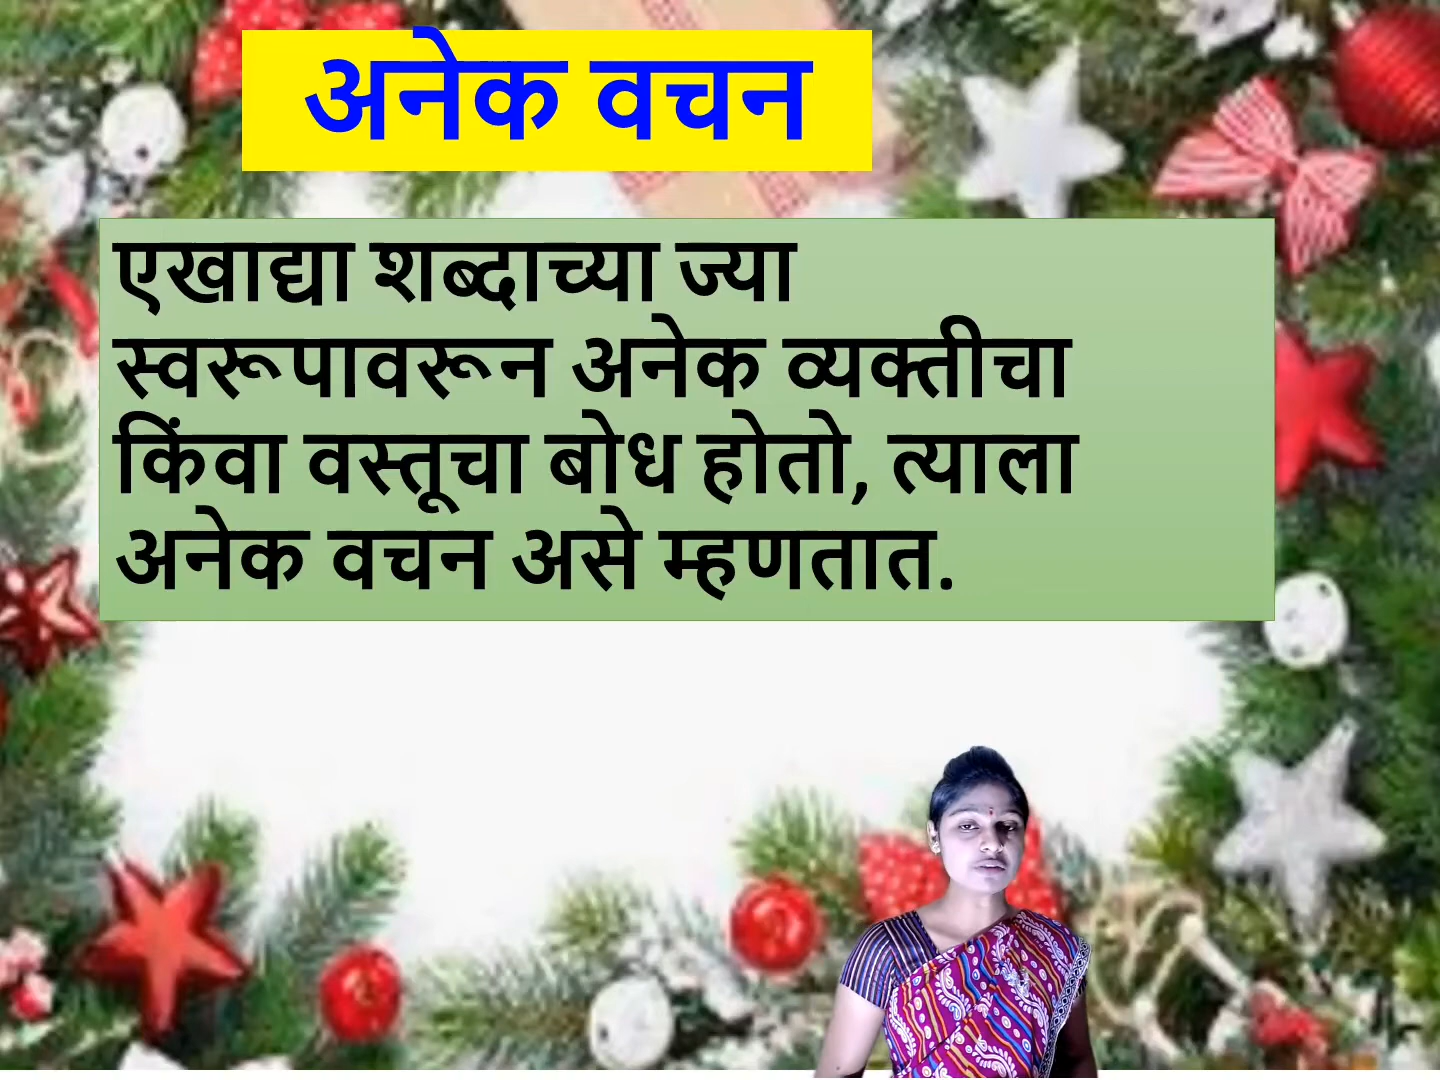 अनेक वचन
एखाद्या शब्दाच्या ज्या
स्वरूपावरून अनेक व्यक्तीचा
किंवा वस्तूचा बोध होतो, त्याला
अनेक वचन असे म्हणतात.